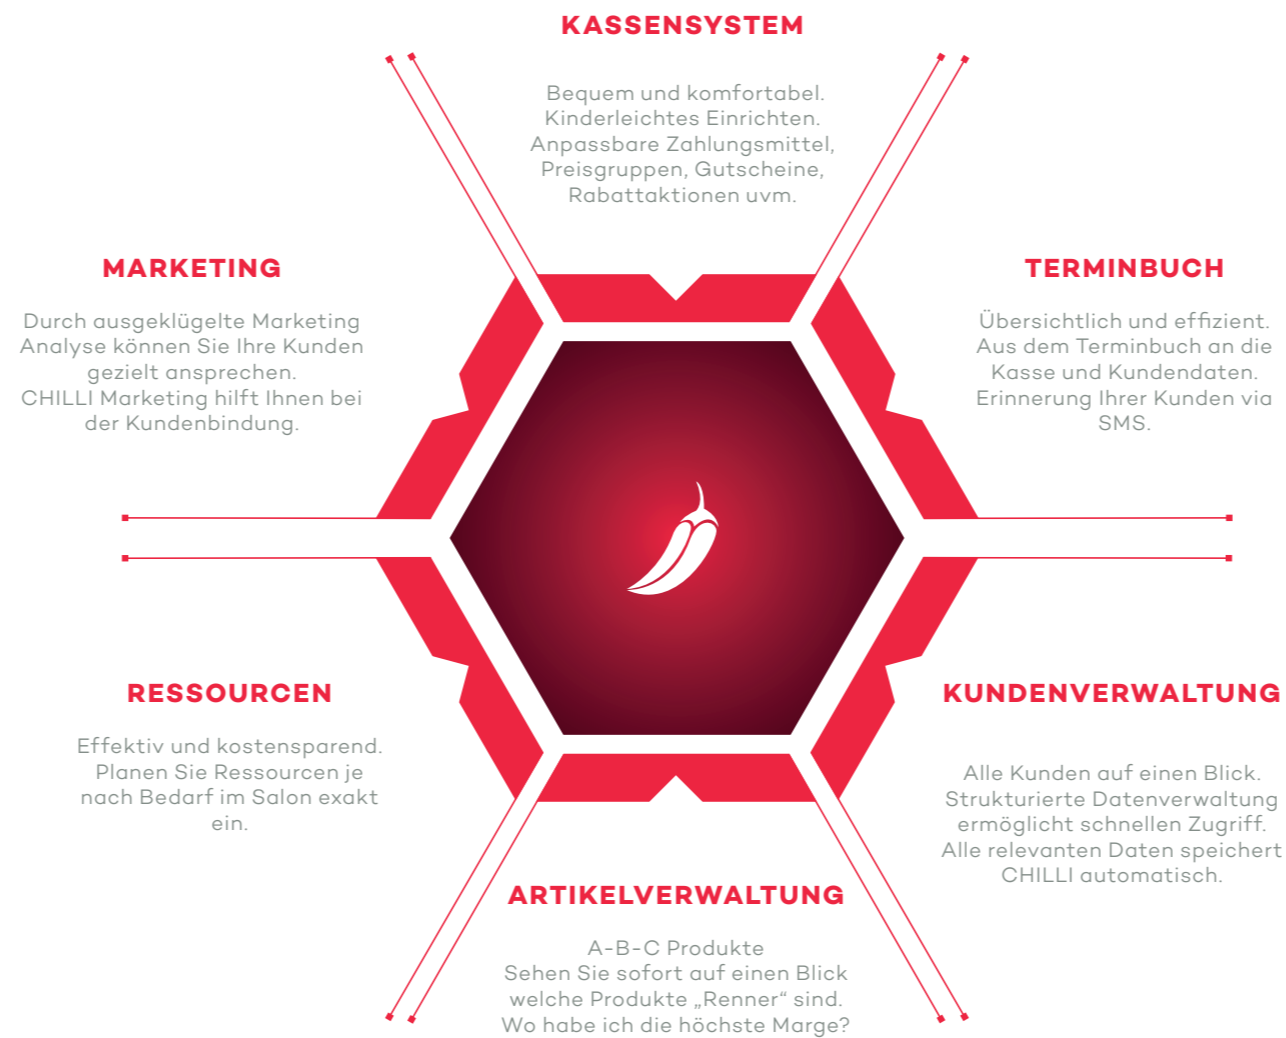 KASSENSYSTEM
Bequem und komfortabel.
Kinderleichtes Einrichten.
Anpassbare Zahlungsmittel,
Preisgruppen, Gutscheine,
Rabattaktionen uvm.
MARKETING
Durch ausgeklügelte Marketing
Analyse können Sie Ihre Kunden
gezielt ansprechen.
CHILLI Marketing hilft Ihnen bei
der Kundenbindung.
TERMINBUCH
Übersichtlich und effizient.
Aus dem Terminbuch an die
Kasse und Kundendaten.
Erinnerung Ihrer Kunden via
SMS.
RESSOURCEN
Effektiv und kostensparend.
Planen Sie Ressourcen je
nach Bedarf im Salon exakt
ein.
KUNDENVERWALTUNG
Alle Kunden auf einen Blick.
Strukturierte Datenverwaltung
ermöglicht schnellen Zugriff.
Alle relevanten Daten speichert
CHILLI automatisch.
ARTIKELVERWALTUNG
A-B-C Produkte
Sehen Sie sofort auf einen Blick
welche Produkte „Renner“ sind.
Wo habe ich die höchste Marge?